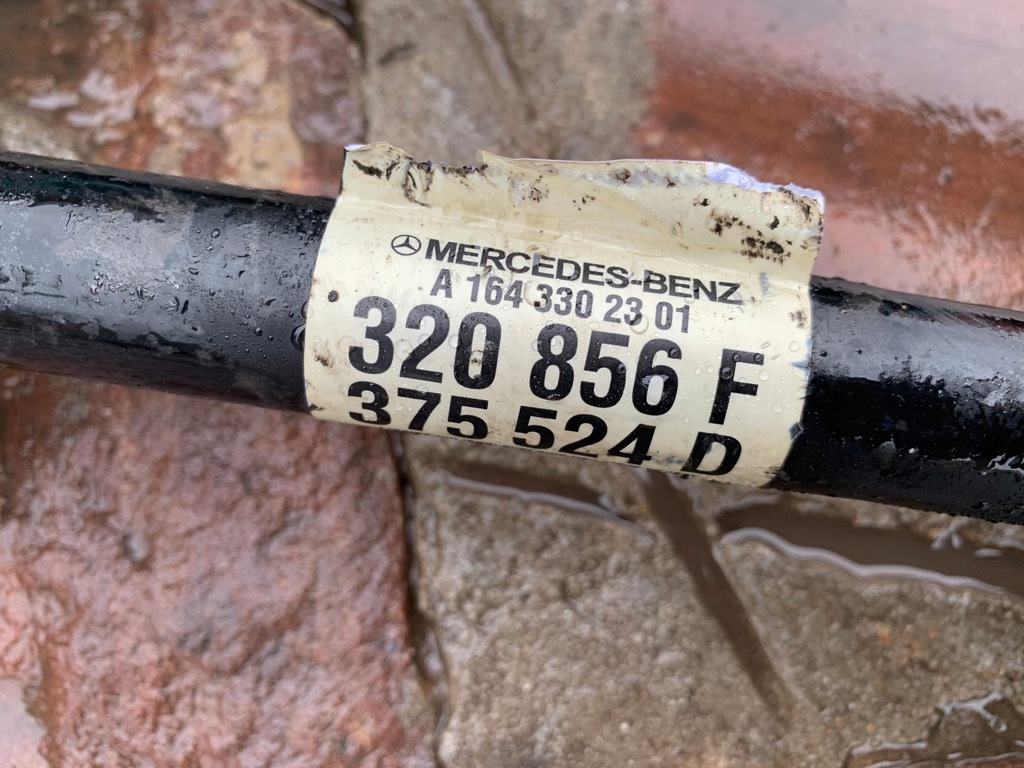 MERCEDES-BENZ
A 164 330 23 01
320 856 F
375 524 D